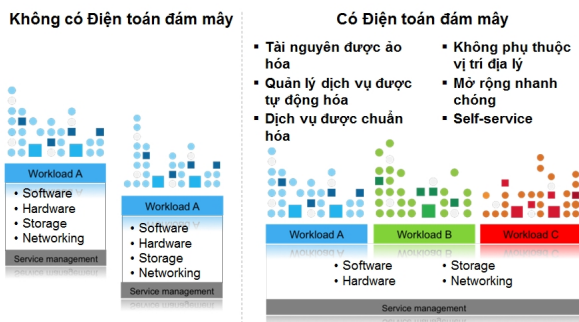 Không có Điện toán đám mây
Workload A
• Software
• Hardware
• Storage
• Networking
Service management
Workload A
• Software
• Hardware
• Storage
• Networking
Service management
Có Điện toán đám mây
▪ Tài nguyên được ảo
hóa
▪ Quản lý dịch vụ được
tự động hóa
▪ Dịch vụ được chuẩn
hóa
▪ Không phụ thuộc
vị trí địa lý
▪ Mở rộng nhanh
chóng
▪ Self-service
Workload A
Workload B
Workload C
• Software
• Hardware
• Storage
• Networking
Service management